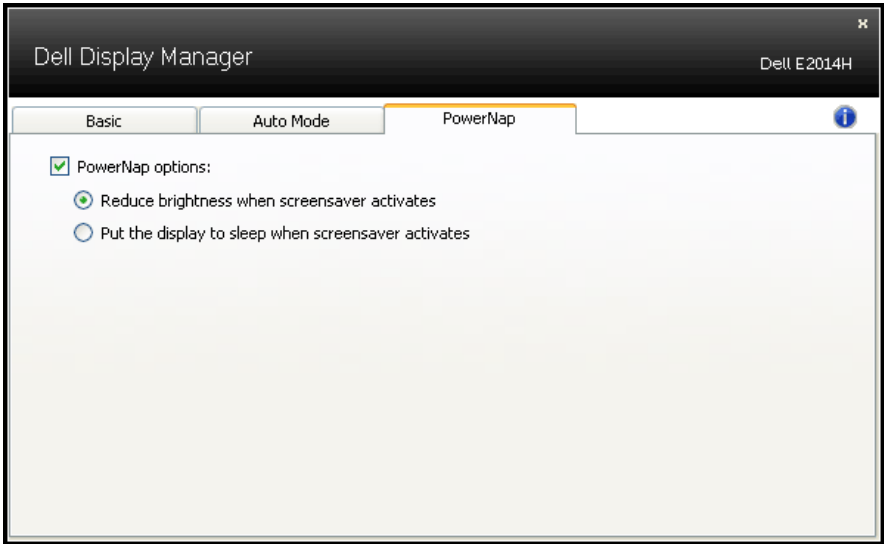 Dell Display Manager
Dell E2014H
Basic
Auto Mode
PowerNap
PowerNap options:
Reduce brightness when screensaver activates
Put the display to sleep when screensaver activates